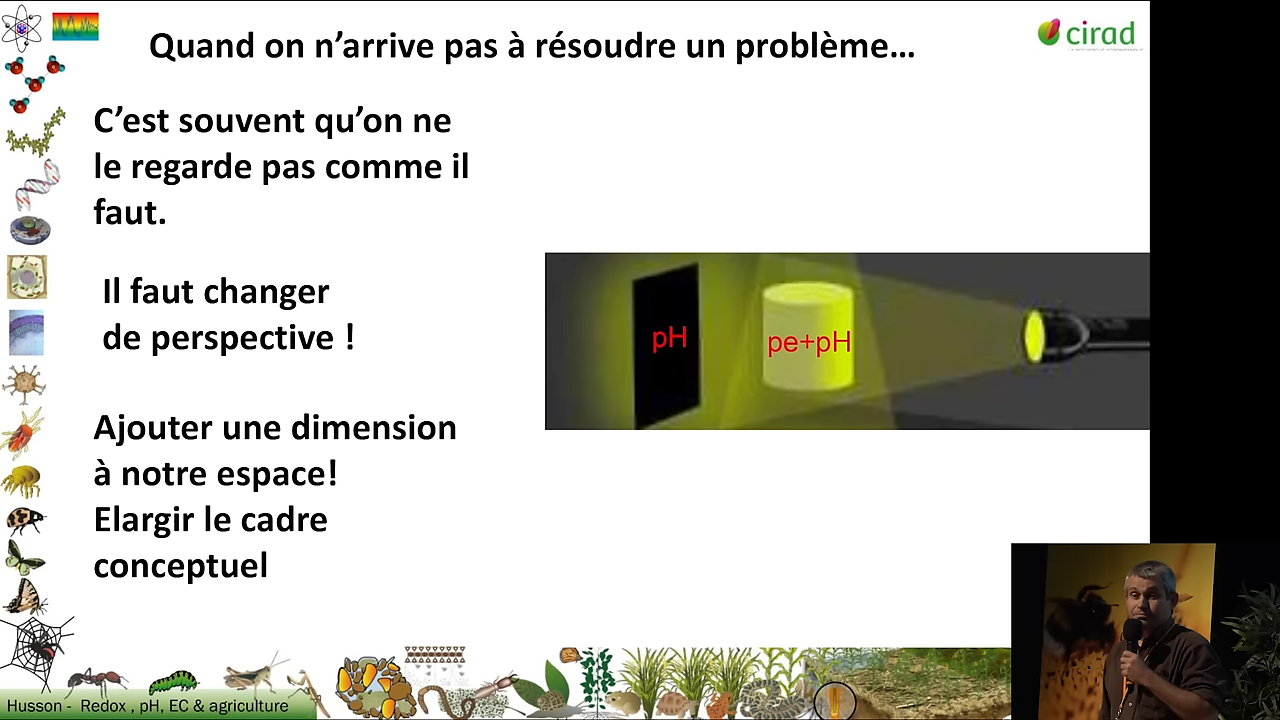 Quand on n’arrive pas à résoudre un problème…
cirad
C’est souvent qu’on ne
le regarde pas comme il
faut.
Il faut changer
de perspective !
pH
pe+pH
Ajouter une dimension
à notre espace!
Elargir le cadre
conceptuel
Husson - Redox , pH, EC & agriculture